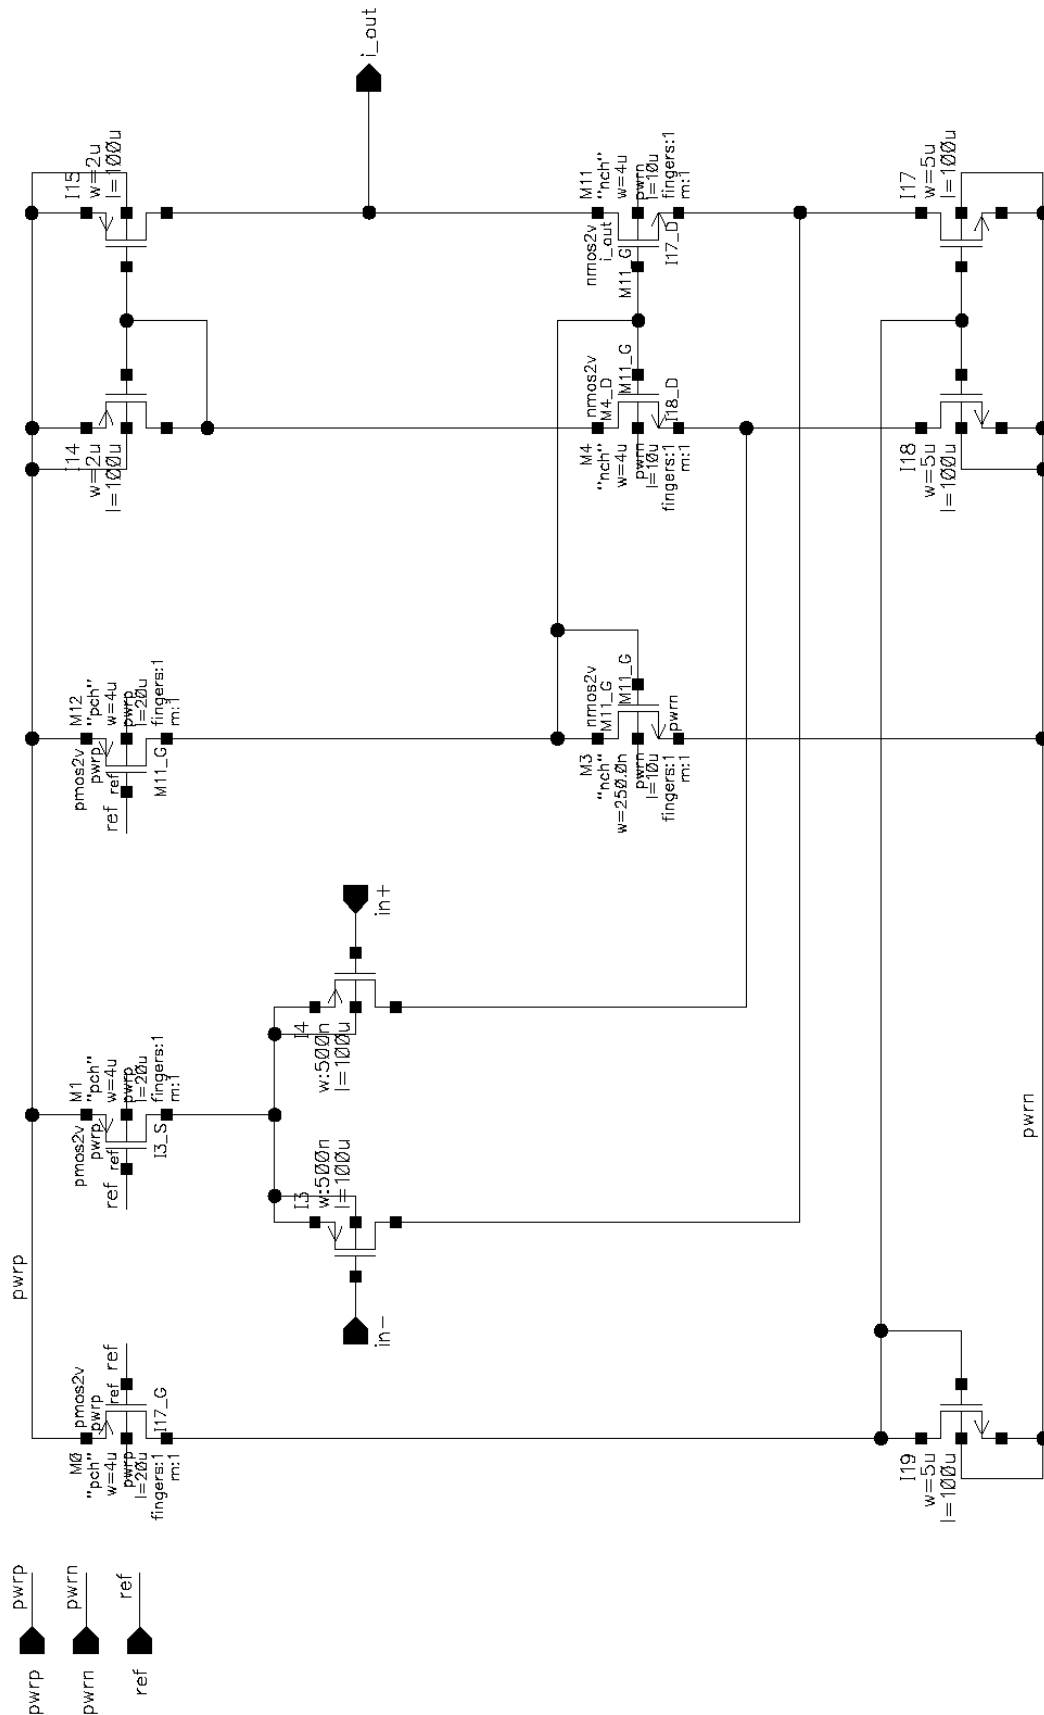 i_out
I15
w=2u
l=100u
I14
w=2u
l=100u
M11
"nch"
w=4u
pwrn
l=10u
fingers:1
m:1
nmos2v
i_out
M11_G
I17_D
M4
"nch"
w=4u
pwrn
l=10u
fingers:1
m:1
nmos2v
M4_D
M11_G
I18_D
I17
w=5u
l=100u
I18
w=5u
l=100u
M12
"pch"
w=4u
pwrp
l=20u
fingers:1
m:1
pmos2v
pwrp
ref
ref
M11_G
M3
"nch"
w=250.0n
pwrn
l=10u
fingers:1
m:1
nmos2v
M11_G
M11_G
pwrn
in+
I4
w:500n
l=100u
M1
"pch"
w=4u
pwrp
l=20u
fingers:1
m:1
pmos2v
pwrp
ref
ref
I3_S
I3
w:500n
l=100u
in-
pwrp
pwrn
M0
"pch"
w=4u
pwrp
l=20u
fingers:1
m:1
pmos2v
pwrp
ref
ref
I17_G
I19
w=5u
l=100u
pwrp
pwrp
pwrn
pwrn
ref
ref